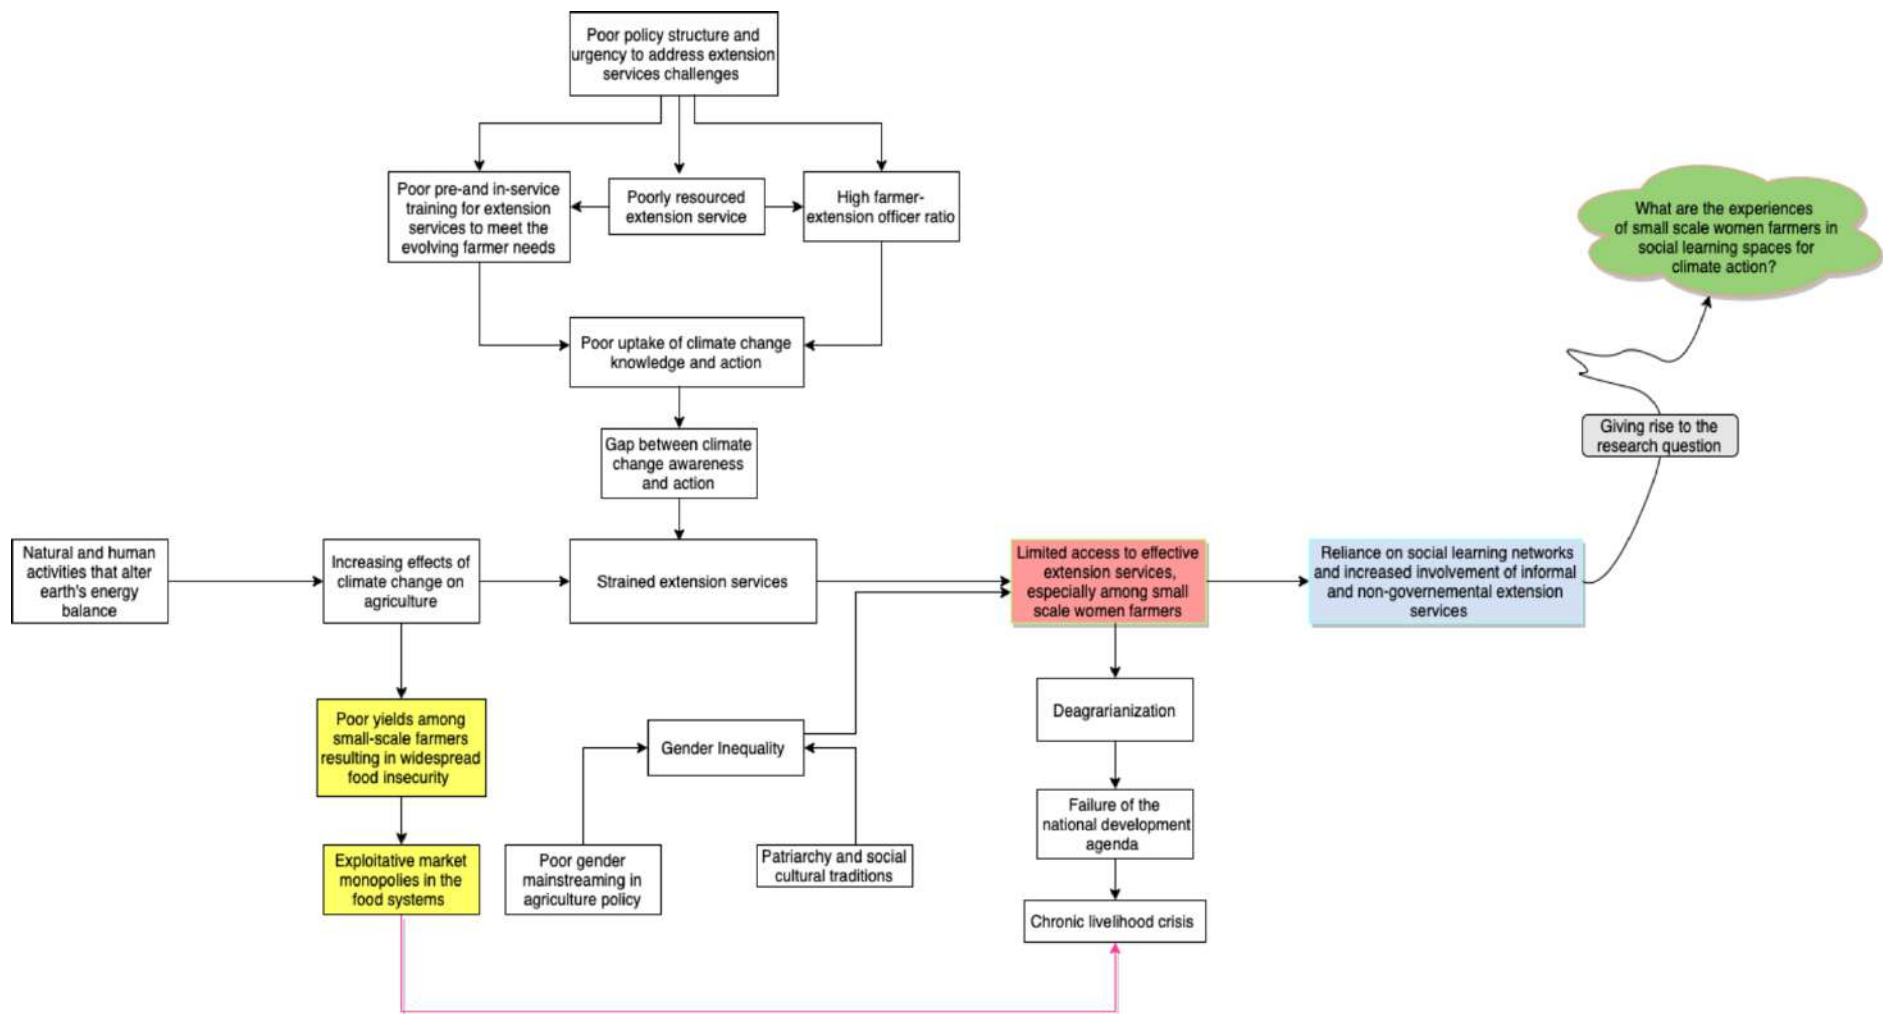 Poor policy structure and
urgency to address extension
services challenges
Poor pre-and in-service
training for extension
services to meet the
evolving farmer needs
Poorly resourced
extension service
High farmer-
extension officer ratio
What are the experiences
of small scale women farmers in
social learning spaces for
climate action?
Poor uptake of climate change
knowledge and action
Giving rise to the
research question
Gap between climate
change awareness
and action
Natural and human
activities that alter
earth's energy
balance
Increasing effects of
climate change on
agriculture
Strained extension services
Limited access to effective
extension services,
especially among small
scale women farmers
Reliance on social learning networks
and increased involvement of informal
and non-governemental extension
services
Poor yields among
small-scale farmers
resulting in widespread
food insecurity
Gender Inequality
Deagrarianization
Failure of the
national development
agenda
Exploitative market
monopolies in the
food systems
Poor gender
mainstreaming in
agriculture policy
Patriarchy and social
cultural traditions
Chronic livelihood crisis